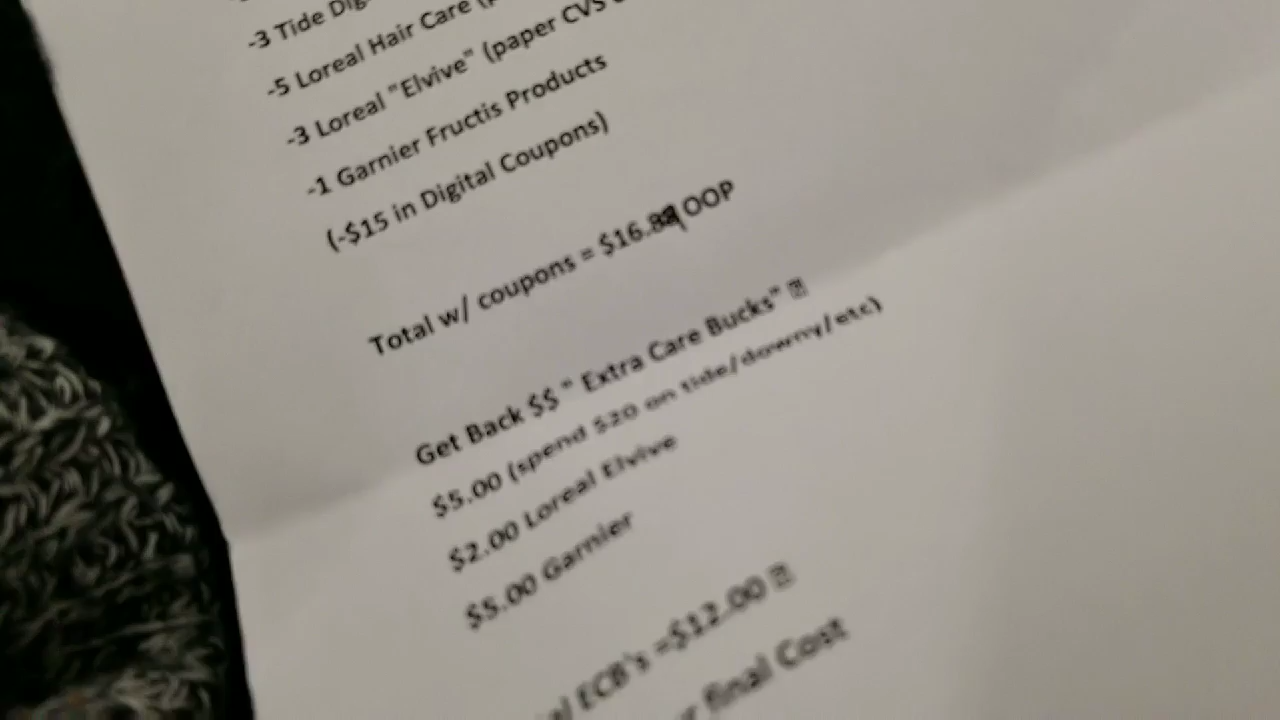 -3 Tide
-5 Loreal Hair Care
-3 Loreal "Elvive" (paper CVS
-1 Garnier Fructis Products
(-$15 in Digital Coupons)
Total w/ coupons = OOP
Get Back $$ " Extra Care Bucks"
$5.00 (spend $20 on tide/downy/etc)
$2.00 Loreal Elvive
$5.00 Garnier
ECB's =$12.00
final Cost